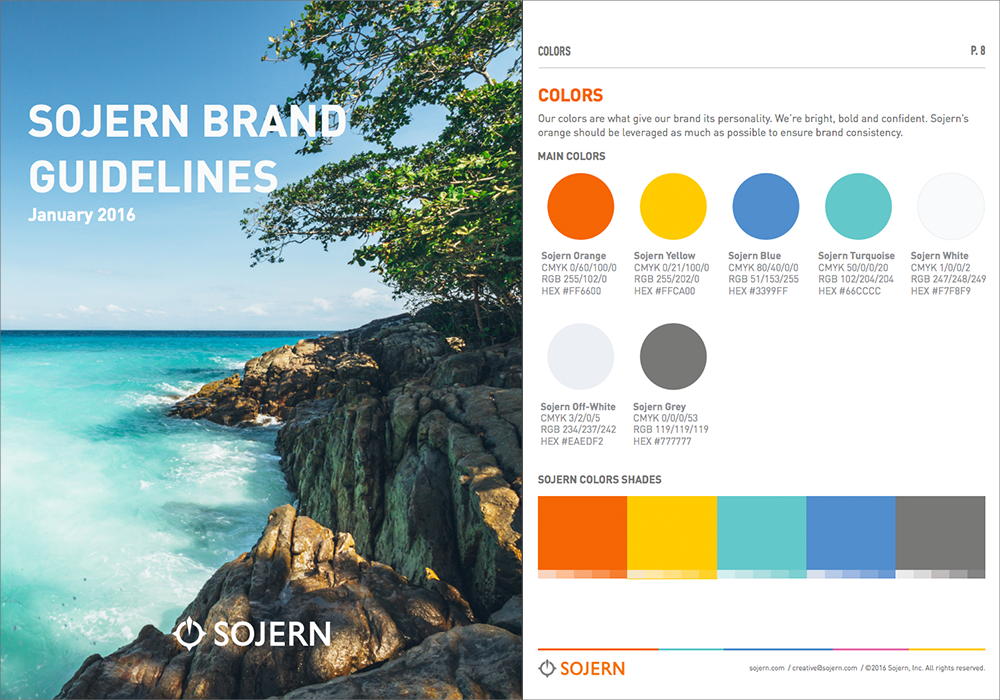 SOJERN BRAND
GUIDELINES
January 2016
SOJERN
COLORS
P. 8
COLORS
Our colors are what give our brand its personality. We're bright, bold and confident. Sojern's
orange should be leveraged as much as possible to ensure brand consistency.
MAIN COLORS
Sojern Orange
CMYK 0/60/100/0
RGB 255/102/0
HEX #FF6600
Sojern Yellow
CMYK 0/21/100/0
RGB 255/202/0
HEX #FFCA00
Sojern Blue
CMYK 80/40/0/0
RGB 51/153/255
HEX #3399FF
Sojern Turquoise
CMYK 50/0/0/20
RGB 102/204/204
HEX #66CCCC
Sojern White
CMYK 1/0/0/2
RGB 247/248/249
HEX #F7F8F9
Sojern Off-White
CMYK 3/2/0/5
RGB 234/237/242
HEX #EAEDF2
Sojern Grey
CMYK 0/0/0/53
RGB 119/119/119
HEX #777777
SOJERN COLORS SHADES
SOJERN
sojern.com / creative@sojern.com / ©2016 Sojern, Inc. All rights reserved.